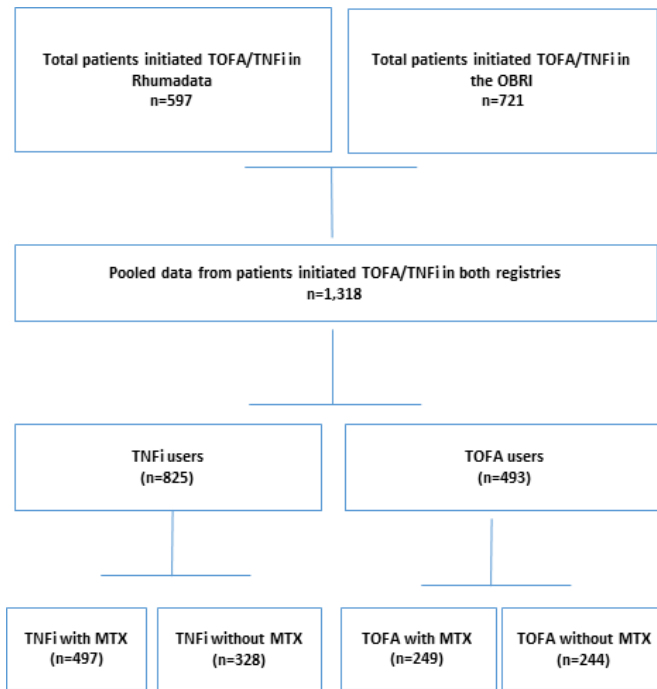 Total patients initiated TOFA/TNFi in
Rhumadata
n=597
Total patients initiated TOFA/TNFi in
the OBRI
n=721
Pooled data from patients initiated TOFA/TNFi in both registries
n=1,318
TNFi users
(n=825)
TOFA users
(n=493)
TNFi with MTX
(n=497)
TNFi without MTX
(n=328)
TOFA with MTX
(n=249)
TOFA without MTX
(n=244)